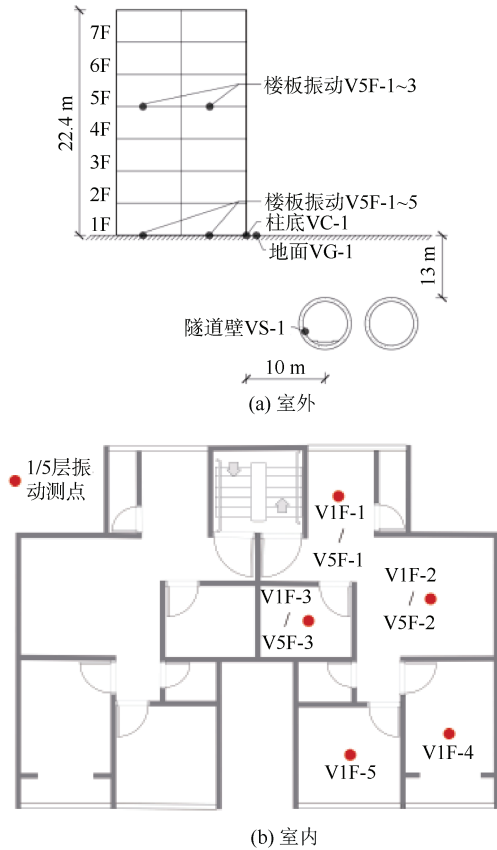 7F
6F
5F
4F
3F
2F
1F
22.4 m
楼板振动V5F-1~3
楼板振动V5F-1~5
柱底VC-1
地面VG-1
13 m
隧道壁VS-1
10 m
(a) 室外
1/5层振
动测点
V1F-1
/
V5F-1
V1F-2
/
V5F-2
V1F-3
/
V5F-3
V1F-4
V1F-5
(b) 室内